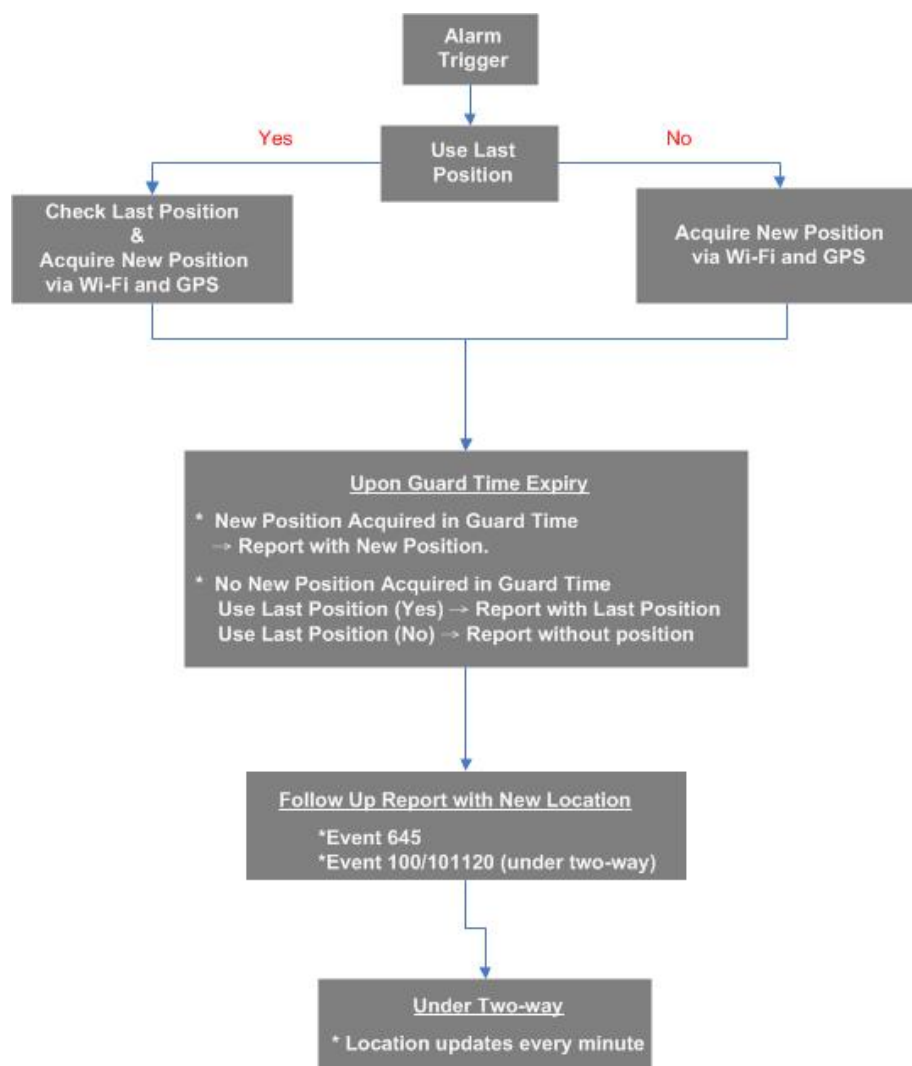 Alarm
Trigger
Yes
Use Last
Position
No
Check Last Position
&
Acquire New Position
via Wi-Fi and GPS
Acquire New Position
via Wi-Fi and GPS
Upon Guard Time Expiry
* New Position Acquired in Guard Time
→ Report with New Position.
* No New Position Acquired in Guard Time
Use Last Position (Yes) → Report with Last Position
Use Last Position (No) → Report without position
Follow Up Report with New Location
*Event 645
*Event 100/101120 (under two-way)
Under Two-way
* Location updates every minute